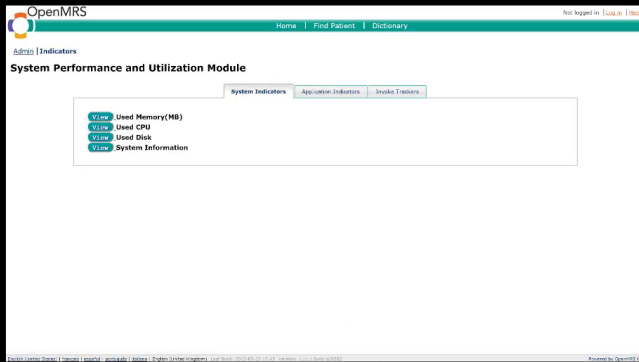 OpenMRS
Not logged in | Log in | Help
Home | Find Patient | Dictionary
Admin | Indicators
System Performance and Utilization Module
System Indicators Application Indicators Invoke Trackers
View Used Memory(MB)
View Used CPU
View Used Disk
View System Information
English (United States) | français | español | português | italiano | English (United Kingdom) Last Build:
Powered by OpenMRS